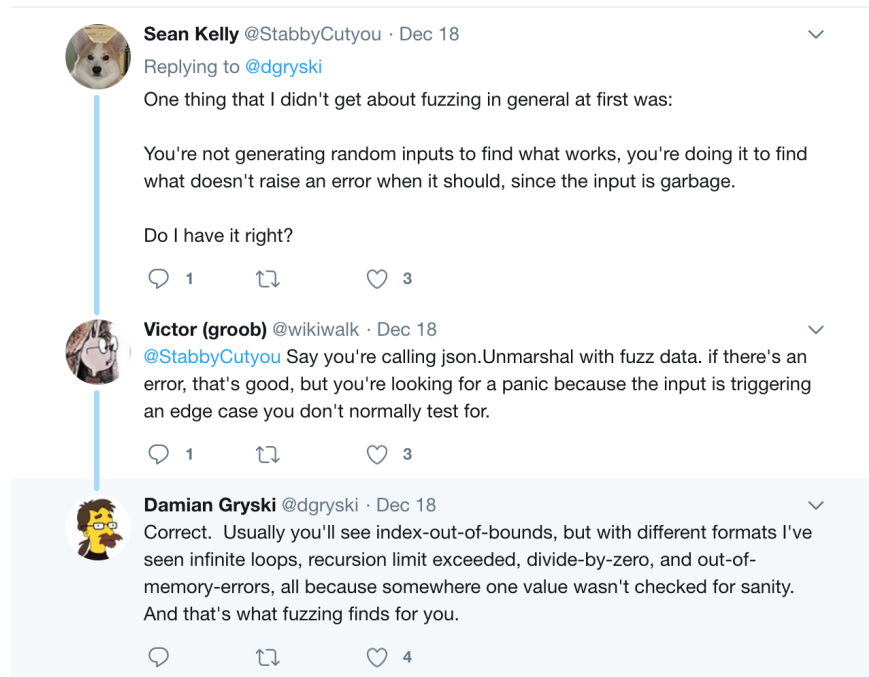 Sean Kelly @StabbyCutyou · Dec 18
Replying to @dgryski
One thing that I didn't get about fuzzing in general at first was:
You're not generating random inputs to find what works, you're doing it to find
what doesn't raise an error when it should, since the input is garbage.
Do I have it right?
1 3
Victor (groob) @wikiwalk · Dec 18
@StabbyCutyou Say you're calling json.Unmarshal with fuzz data. if there's an
error, that's good, but you're looking for a panic because the input is triggering
an edge case you don't normally test for.
1 3
Damian Gryski @dgryski · Dec 18
Correct.  Usually you'll see index-out-of-bounds, but with different formats I've
seen infinite loops, recursion limit exceeded, divide-by-zero, and out-of-
memory-errors, all because somewhere one value wasn't checked for sanity.
And that's what fuzzing finds for you.
4